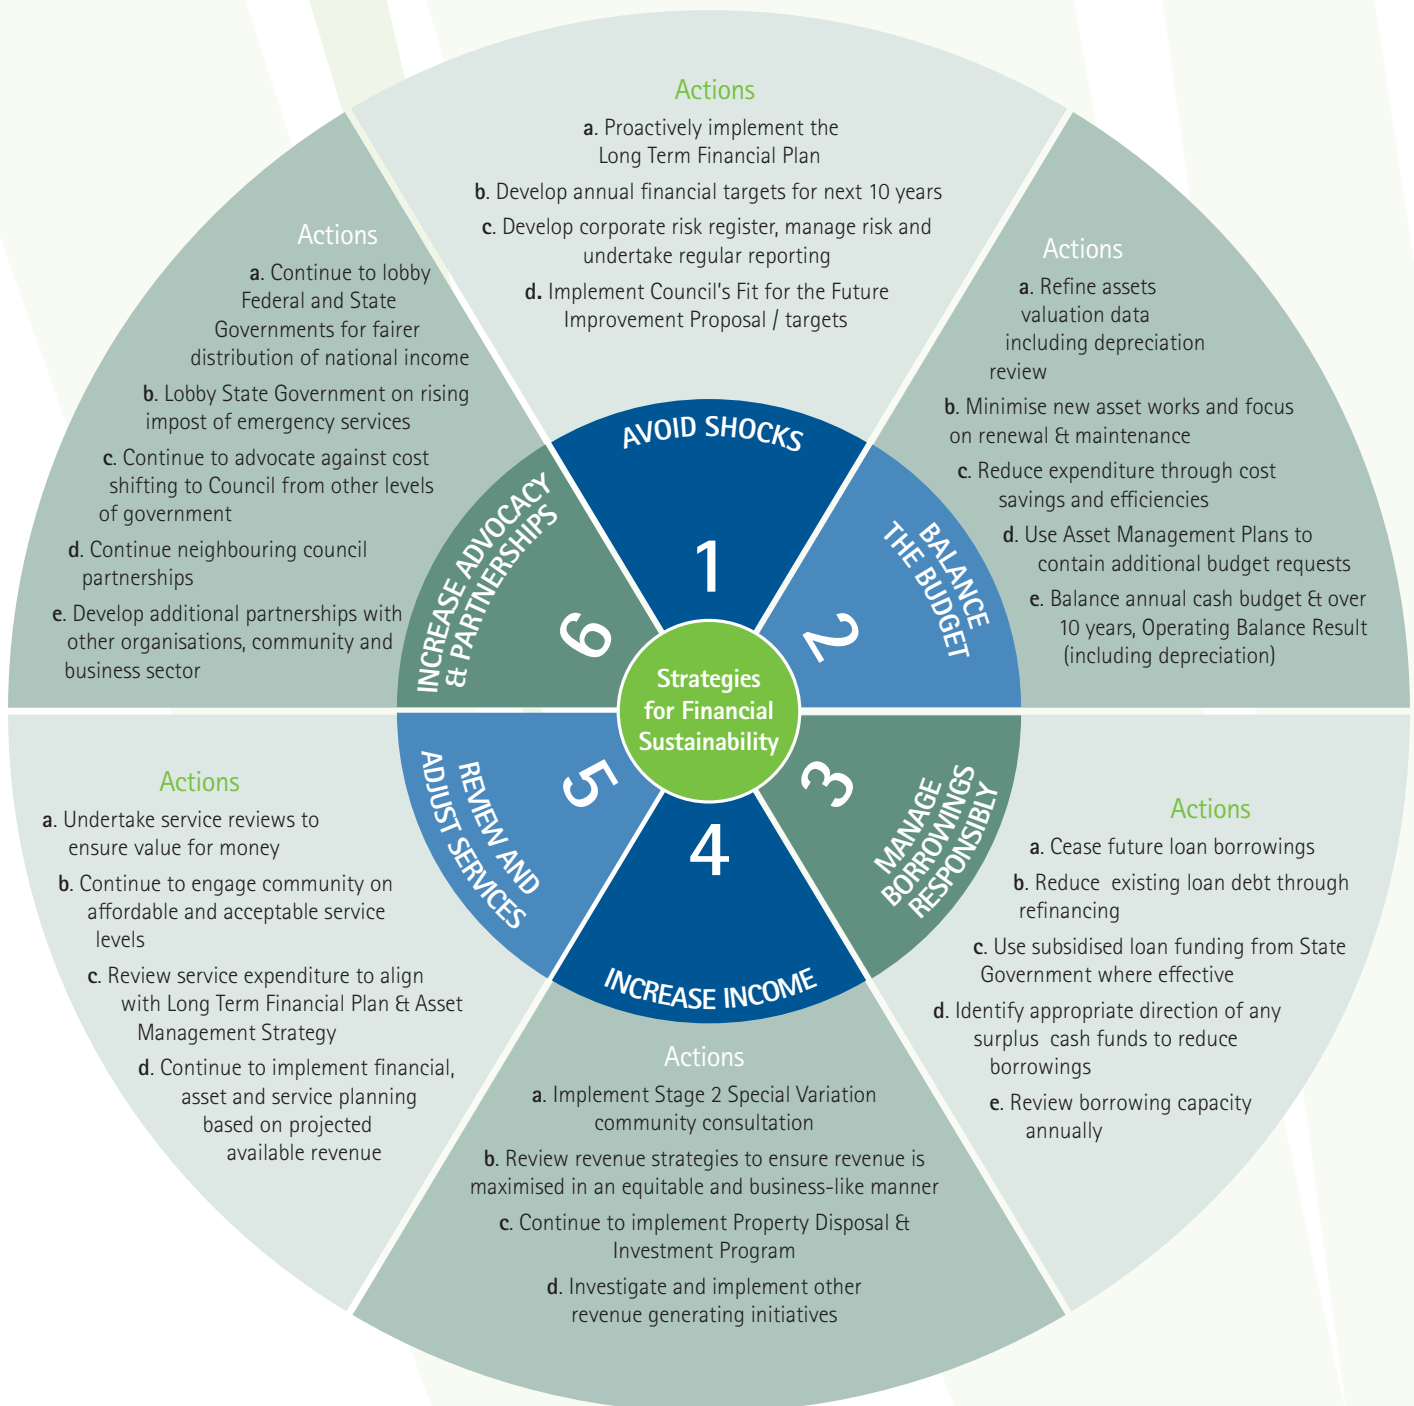 Strategies
for Financial
Sustainability
1
AVOID SHOCKS
Actions
a. Proactively implement the
Long Term Financial Plan
b. Develop annual financial targets for next 10 years
c. Develop corporate risk register, manage risk and
undertake regular reporting
d. Implement Council's Fit for the Future
Improvement Proposal / targets
2
BALANCE
THE BUDGET
Actions
a. Refine assets
valuation data
including depreciation
review
b. Minimise new asset works and focus
on renewal & maintenance
c. Reduce expenditure through cost
savings and efficiencies
d. Use Asset Management Plans to
contain additional budget requests
e. Balance annual cash budget & over
10 years, Operating Balance Result
(including depreciation)
3
MANAGE
BORROWINGS
RESPONSIBLY
Actions
a. Cease future loan borrowings
b. Reduce existing loan debt through
refinancing
c. Use subsidised loan funding from State
Government where effective
d. Identify appropriate direction of any
surplus cash funds to reduce
borrowings
e. Review borrowing capacity
annually
4
INCREASE INCOME
Actions
a. Implement Stage 2 Special Variation
community consultation
b. Review revenue strategies to ensure revenue is
maximised in an equitable and business-like manner
c. Continue to implement Property Disposal &
Investment Program
d. Investigate and implement other
revenue generating initiatives
5
REVIEW AND
ADJUST SERVICES
Actions
a. Undertake service reviews to
ensure value for money
b. Continue to engage community on
affordable and acceptable service
levels
c. Review service expenditure to align
with Long Term Financial Plan & Asset
Management Strategy
d. Continue to implement financial,
asset and service planning
based on projected
available revenue
6
INCREASE ADVOCACY
& PARTNERSHIPS
Actions
a. Continue to lobby
Federal and State
Governments for fairer
distribution of national income
b. Lobby State Government on rising
impost of emergency services
c. Continue to advocate against cost
shifting to Council from other levels
of government
d. Continue neighbouring council
partnerships
e. Develop additional partnerships with
other organisations, community and
business sector